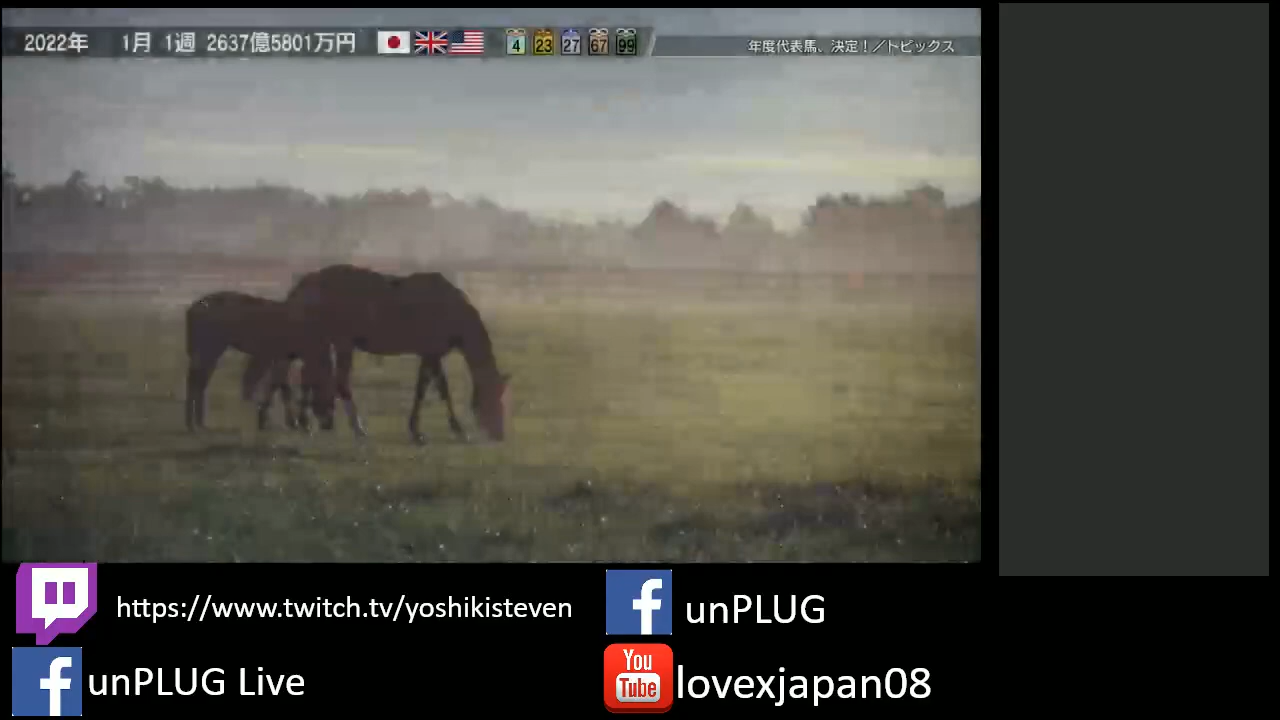 2022年 1月 1週 2637億5801万円 4 23 27 67 99 年度代表馬、決定！／トピックス
https://www.twitch.tv/yoshikisteven
unPLUG
unPLUG Live
You Tube lovexjapan08